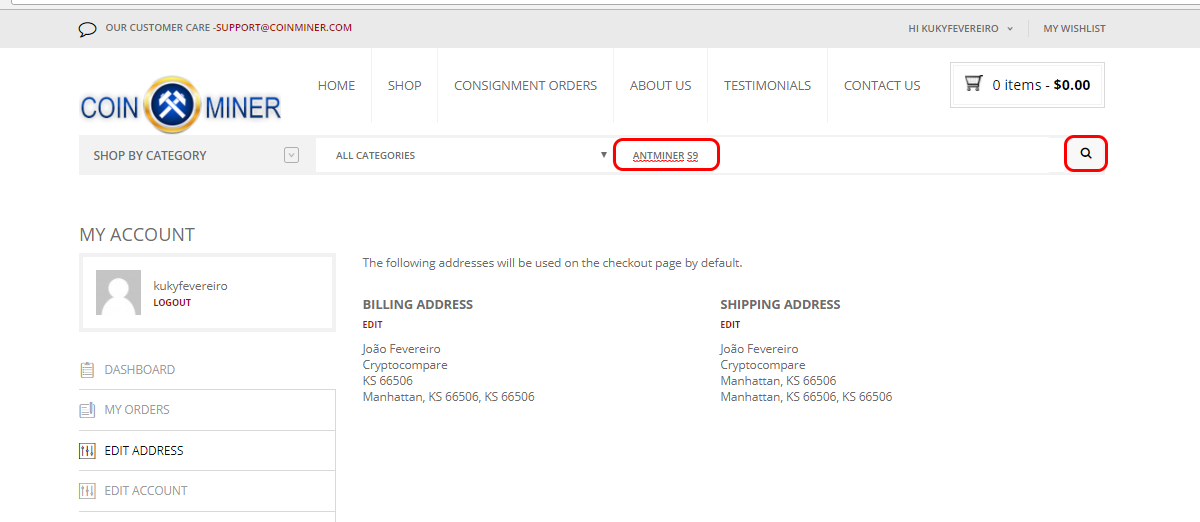 OUR CUSTOMER CARE -SUPPORT@COINMINER.COM
HI KUKYFEVEREIRO
MY WISHLIST
COIN MINER
HOME
SHOP
CONSIGNMENT ORDERS
ABOUT US
TESTIMONIALS
CONTACT US
0 items - $0.00
SHOP BY CATEGORY
ALL CATEGORIES
ANTMINER S9
MY ACCOUNT
kukyfevereiro
LOGOUT
DASHBOARD
MY ORDERS
EDIT ADDRESS
EDIT ACCOUNT
The following addresses will be used on the checkout page by default.
BILLING ADDRESS
EDIT
João Fevereiro
Cryptocompare
KS 66506
Manhattan, KS 66506, KS 66506
SHIPPING ADDRESS
EDIT
João Fevereiro
Cryptocompare
Manhattan, KS 66506
Manhattan, KS 66506, KS 66506